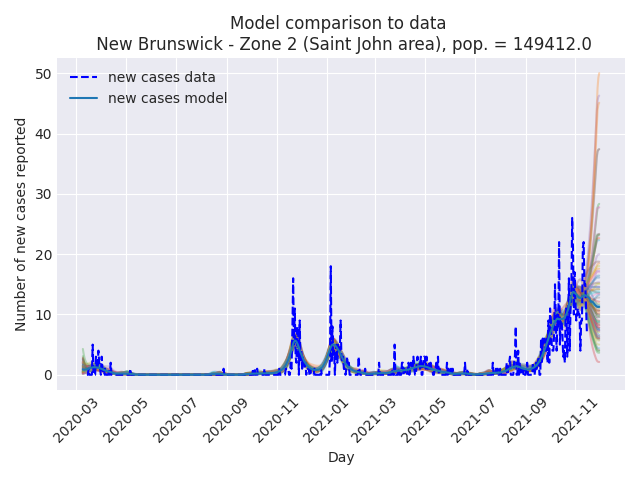 Model comparison to data
New Brunswick - Zone 2 (Saint John area), pop. = 149412.0
new cases data
new cases model
50
40
30
20
10
0
Number of new cases reported
2020-03
2020-05
2020-07
2020-09
2020-11
2021-01
2021-03
2021-05
2021-07
2021-09
2021-11
Day